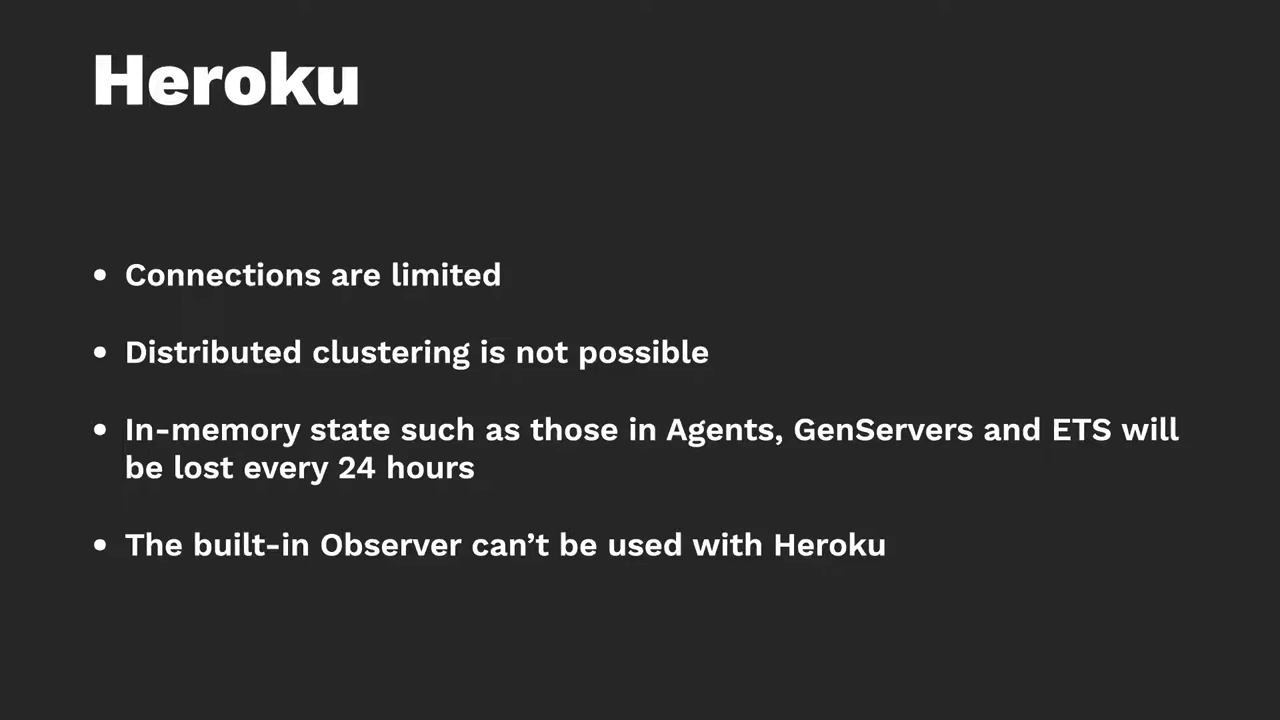 Heroku
• Connections are limited
• Distributed clustering is not possible
• In-memory state such as those in Agents, GenServers and ETS will
be lost every 24 hours
• The built-in Observer can’t be used with Heroku